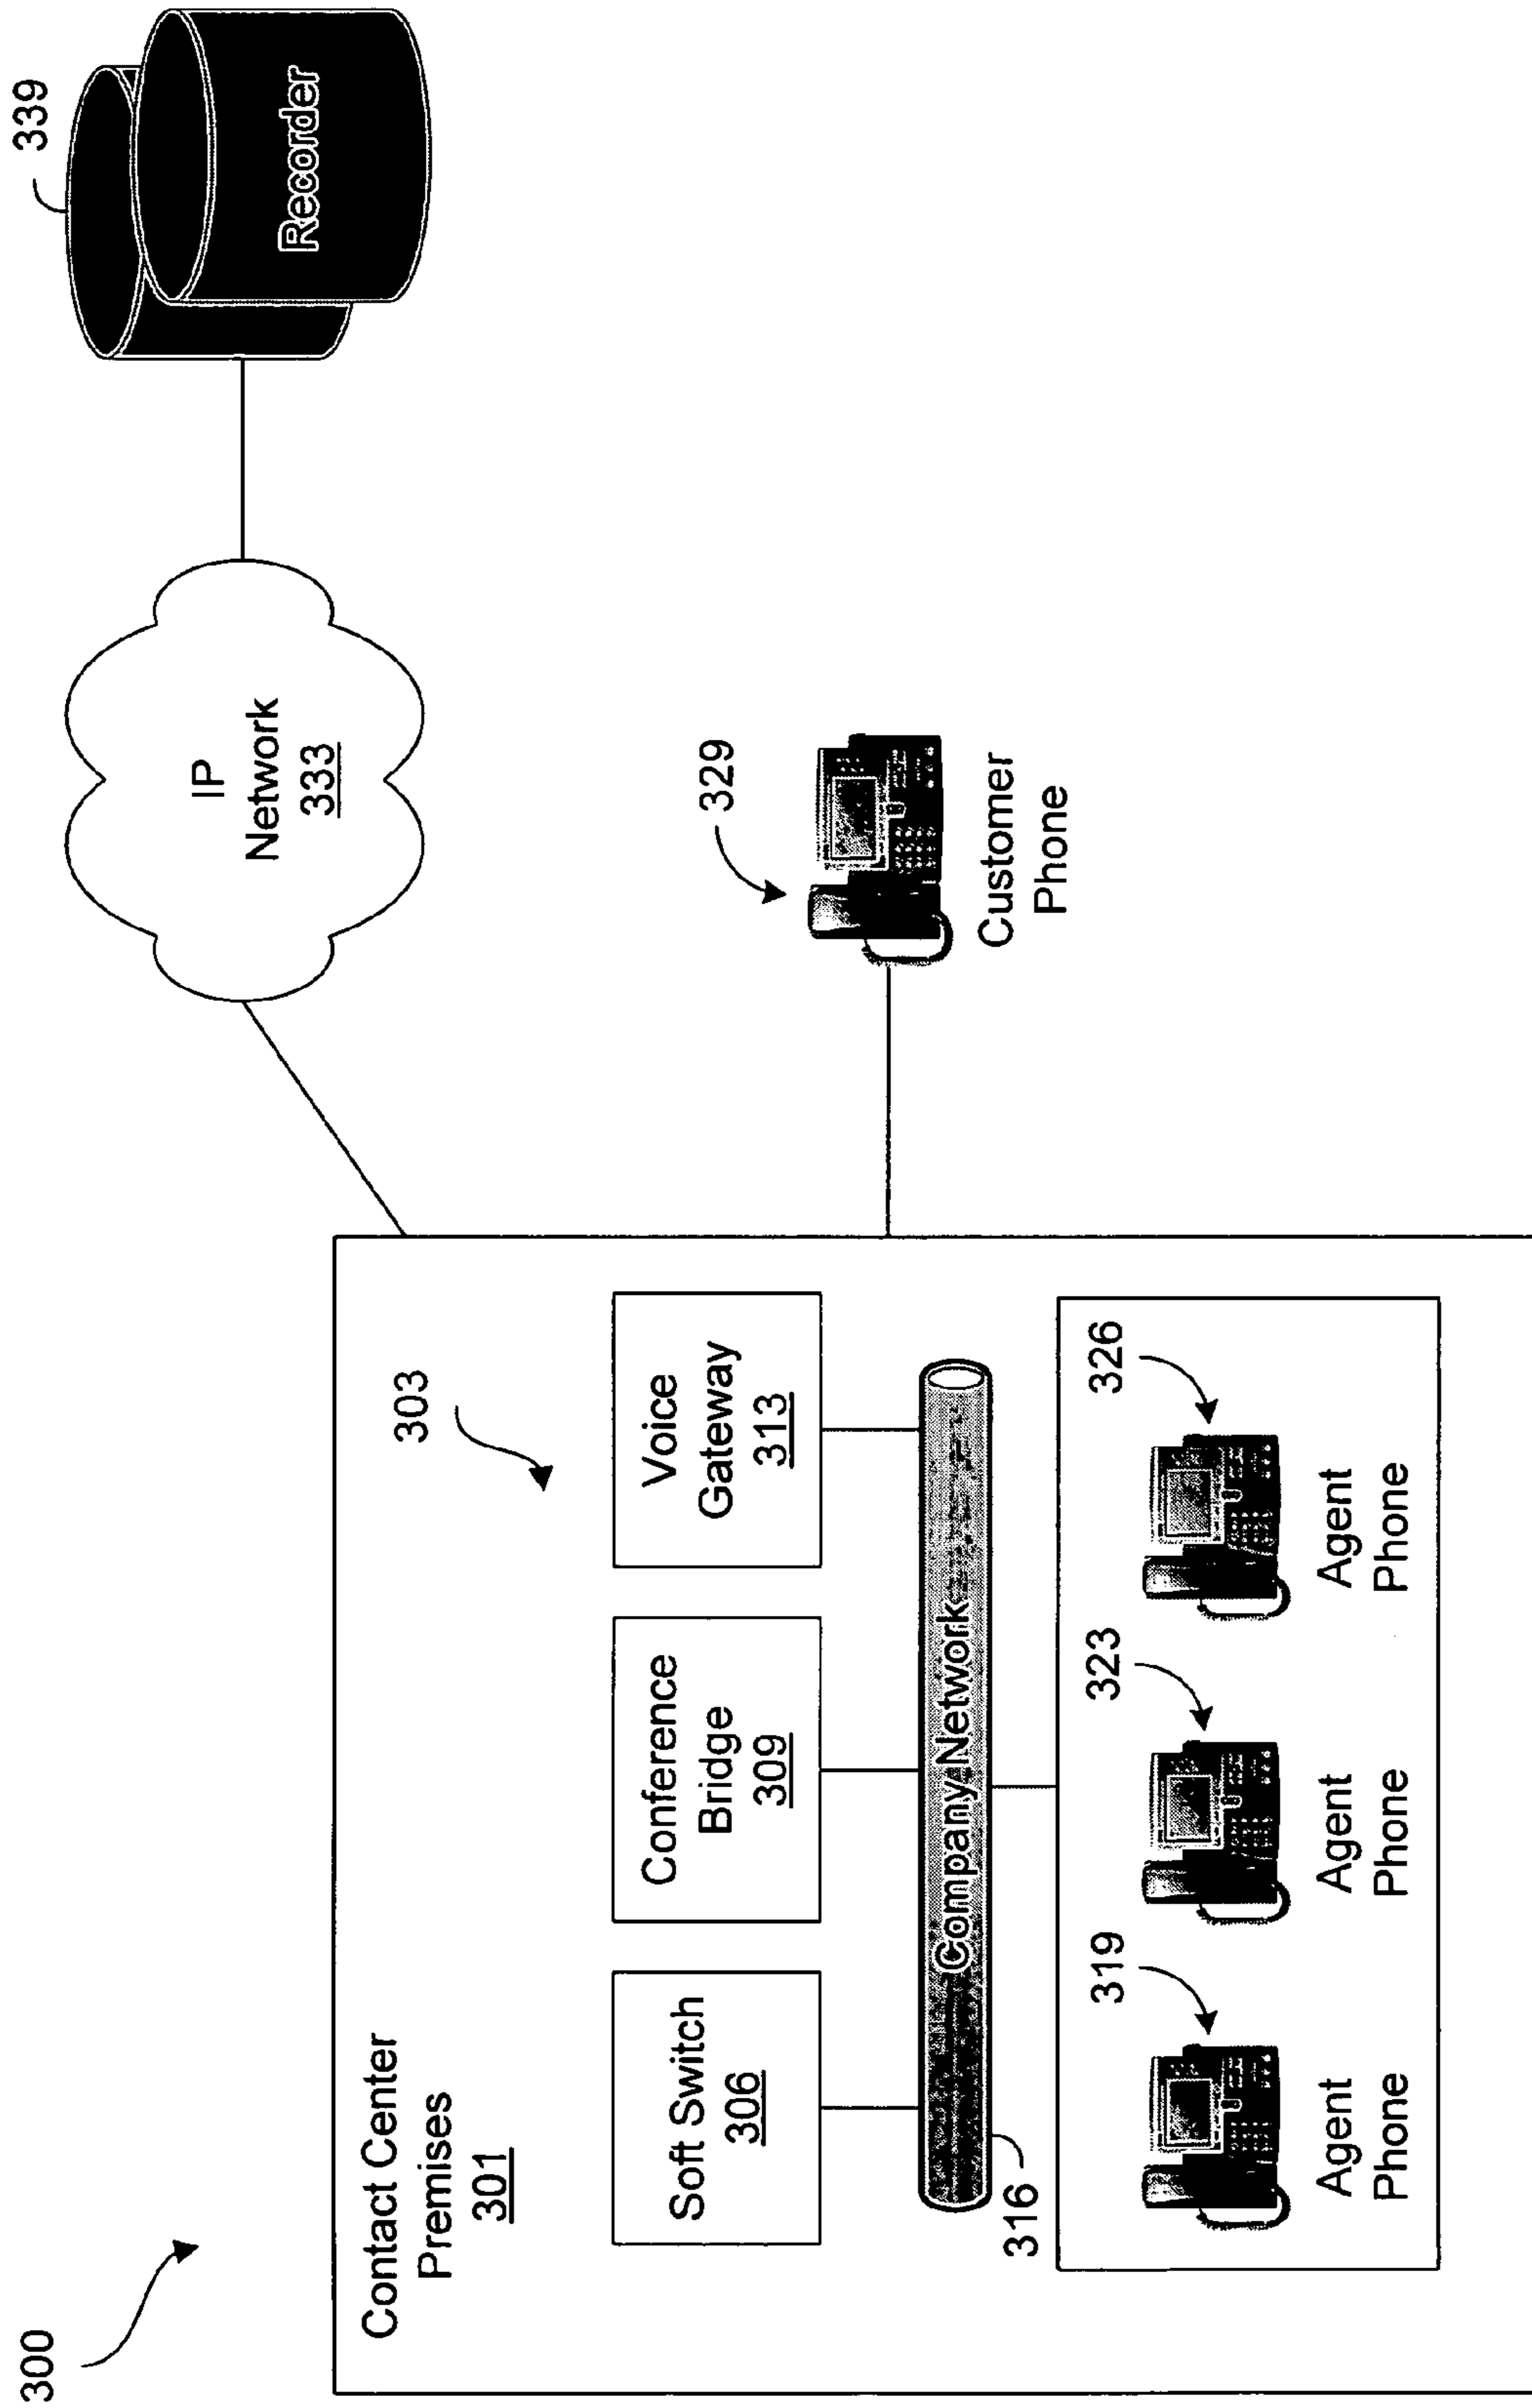 300
Contact Center
Premises
301
303
Soft Switch
306
Conference
Bridge
309
Voice
Gateway
313
Company Network
316
319
Agent
Phone
323
Agent
Phone
326
Agent
Phone
329
Customer
Phone
IP
Network
333
339
Recorder